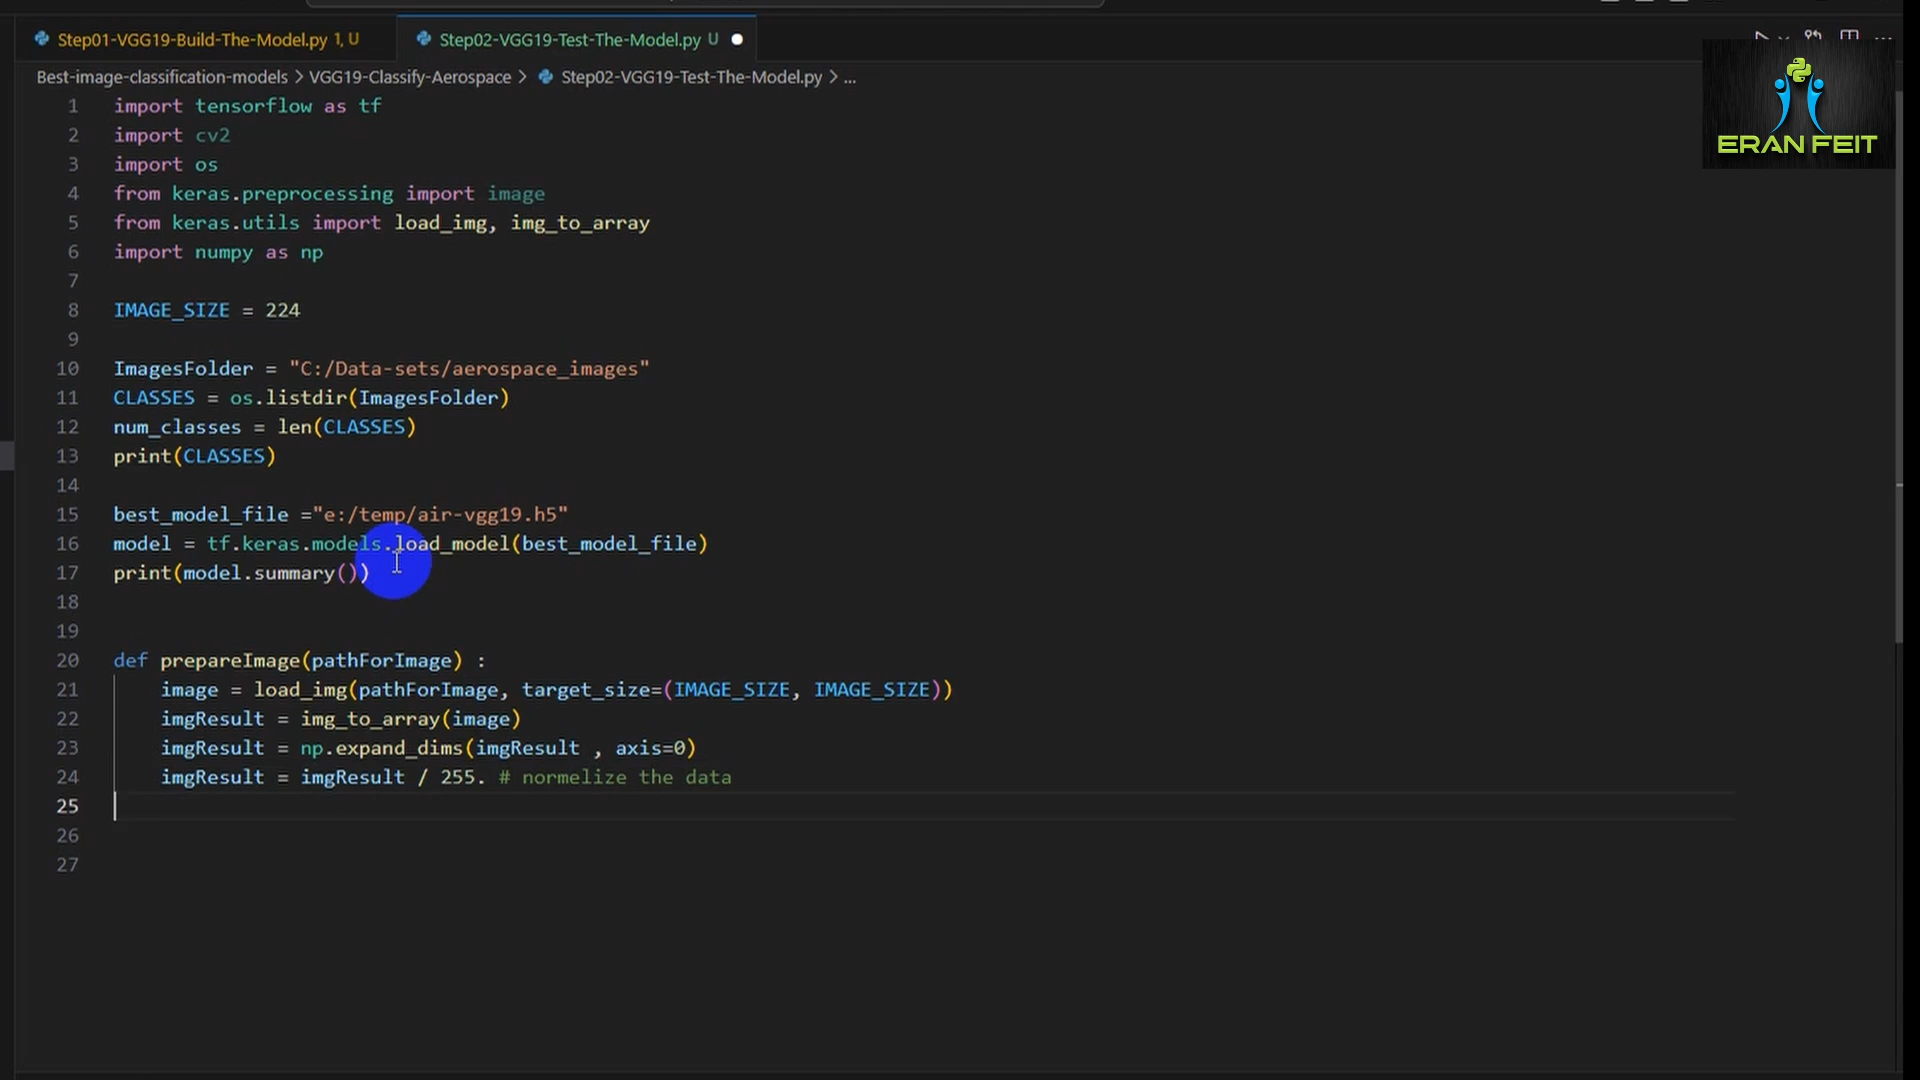 Step01-VGG19-Build-The-Model.py 1, U
Step02-VGG19-Test-The-Model.py U
Best-image-classification-models > VGG19-Classify-Aerospace > Step02-VGG19-Test-The-Model.py > ...
ERAN FEIT
1 import tensorflow as tf
2 import cv2
3 import os
4 from keras.preprocessing import image
5 from keras.utils import load_img, img_to_array
6 import numpy as np
7
8 IMAGE_SIZE = 224
9
10 ImagesFolder = "C:/Data-sets/aerospace_images"
11 CLASSES = os.listdir(ImagesFolder)
12 num_classes = len(CLASSES)
13 print(CLASSES)
14
15 best_model_file ="e:/temp/air-vgg19.h5"
16 model = tf.keras.models.load_model(best_model_file)
17 print(model.summary())
18
19
20 def prepareImage(pathForImage) :
21     image = load_img(pathForImage, target_size=(IMAGE_SIZE, IMAGE_SIZE))
22     imgResult = img_to_array(image)
23     imgResult = np.expand_dims(imgResult , axis=0)
24     imgResult = imgResult / 255. # normelize the data
25
26
27